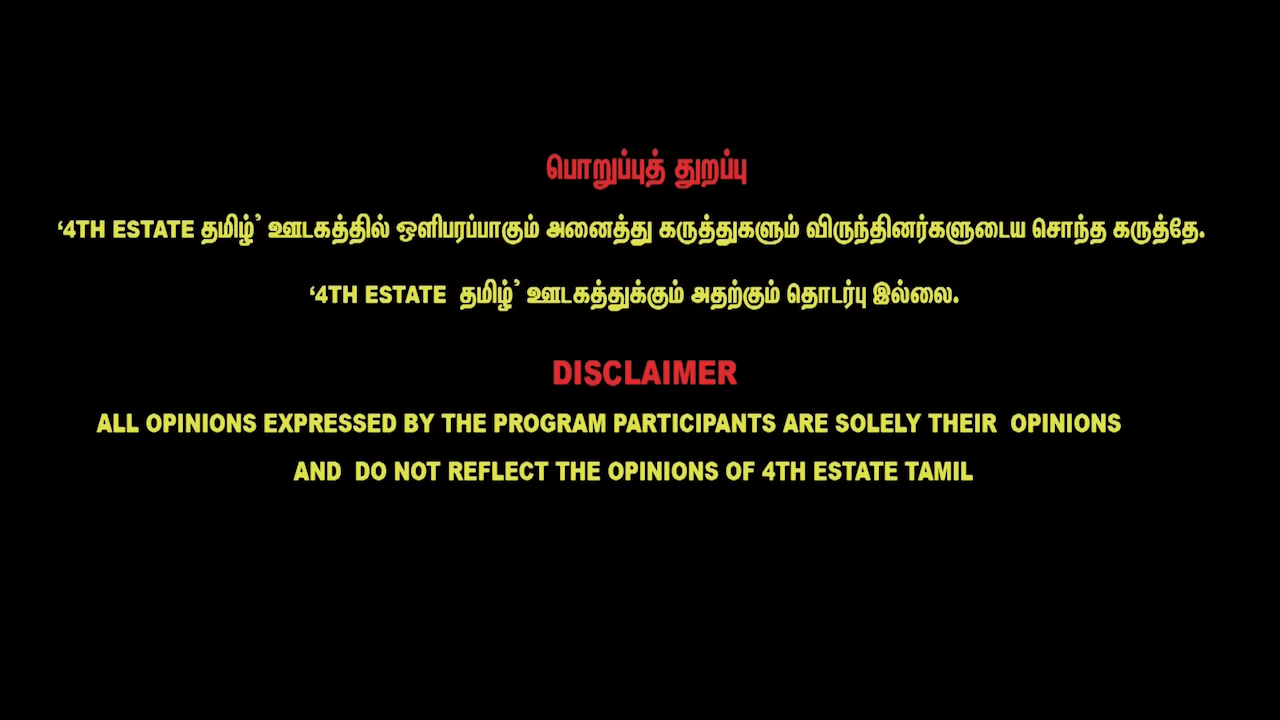 பொறுப்புத் துறப்பு
‘4TH ESTATE தமிழ்’ ஊடகத்தில் ஒளிபரப்பாகும் அனைத்து கருத்துகளும் விருந்தினர்களுடைய சொந்த கருத்தே.
‘4TH ESTATE தமிழ்’ ஊடகத்துக்கும் அதற்கும் தொடர்பு இல்லை.
DISCLAIMER
ALL OPINIONS EXPRESSED BY THE PROGRAM PARTICIPANTS ARE SOLELY THEIR OPINIONS
AND DO NOT REFLECT THE OPINIONS OF 4TH ESTATE TAMIL